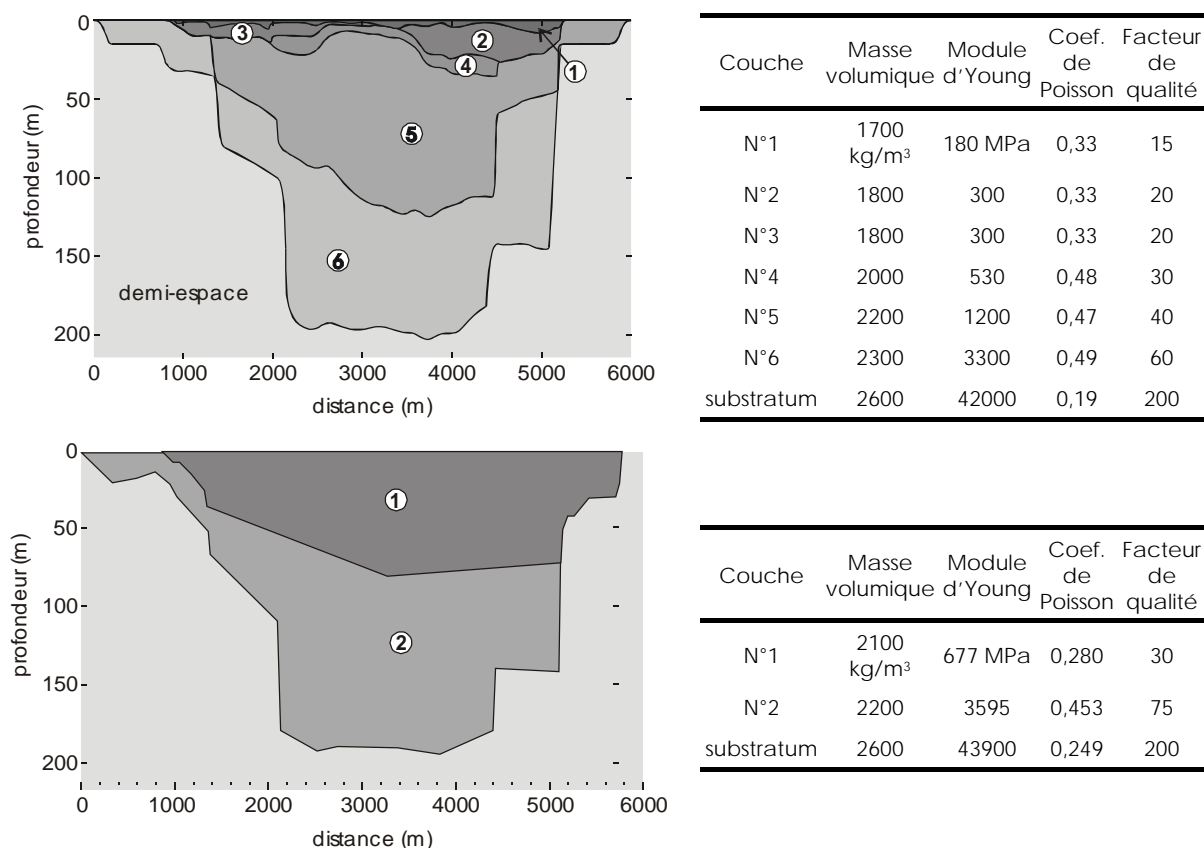 0
50
100
150
200
profondeur (m)
③
②
①
④
⑤
⑥
demi-espace
0 1000 2000 3000 4000 5000 6000
distance (m)
Couche Masse volumique Module d'Young Coef. de Poisson Facteur de qualité
N°1 1700 kg/m³ 180 MPa 0,33 15
N°2 1800 300 0,33 20
N°3 1800 300 0,33 20
N°4 2000 530 0,48 30
N°5 2200 1200 0,47 40
N°6 2300 3300 0,49 60
substratum 2600 42000 0,19 200
0
50
100
150
200
profondeur (m)
①
②
0 1000 2000 3000 4000 5000 6000
distance (m)
Couche Masse volumique Module d'Young Coef. de Poisson Facteur de qualité
N°1 2100 kg/m³ 677 MPa 0,280 30
N°2 2200 3595 0,453 75
substratum 2600 43900 0,249 200